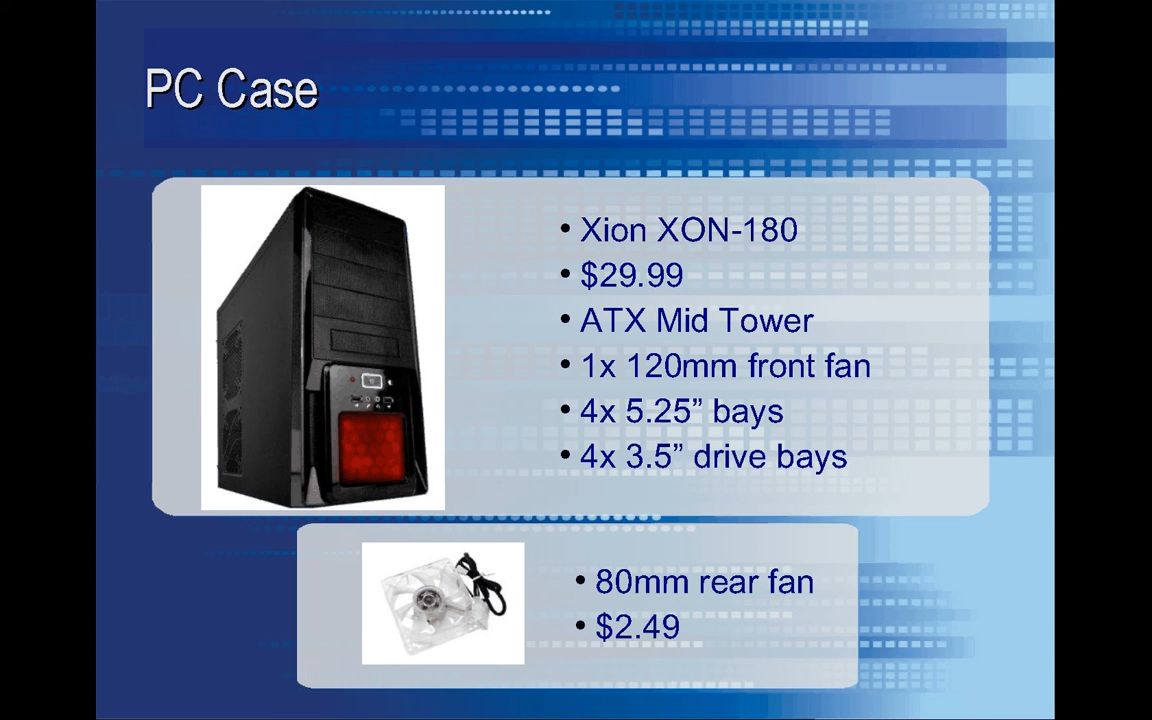 PC Case
• Xion XON-180
• $29.99
• ATX Mid Tower
• 1x 120mm front fan
• 4x 5.25” bays
• 4x 3.5” drive bays
• 80mm rear fan
• $2.49